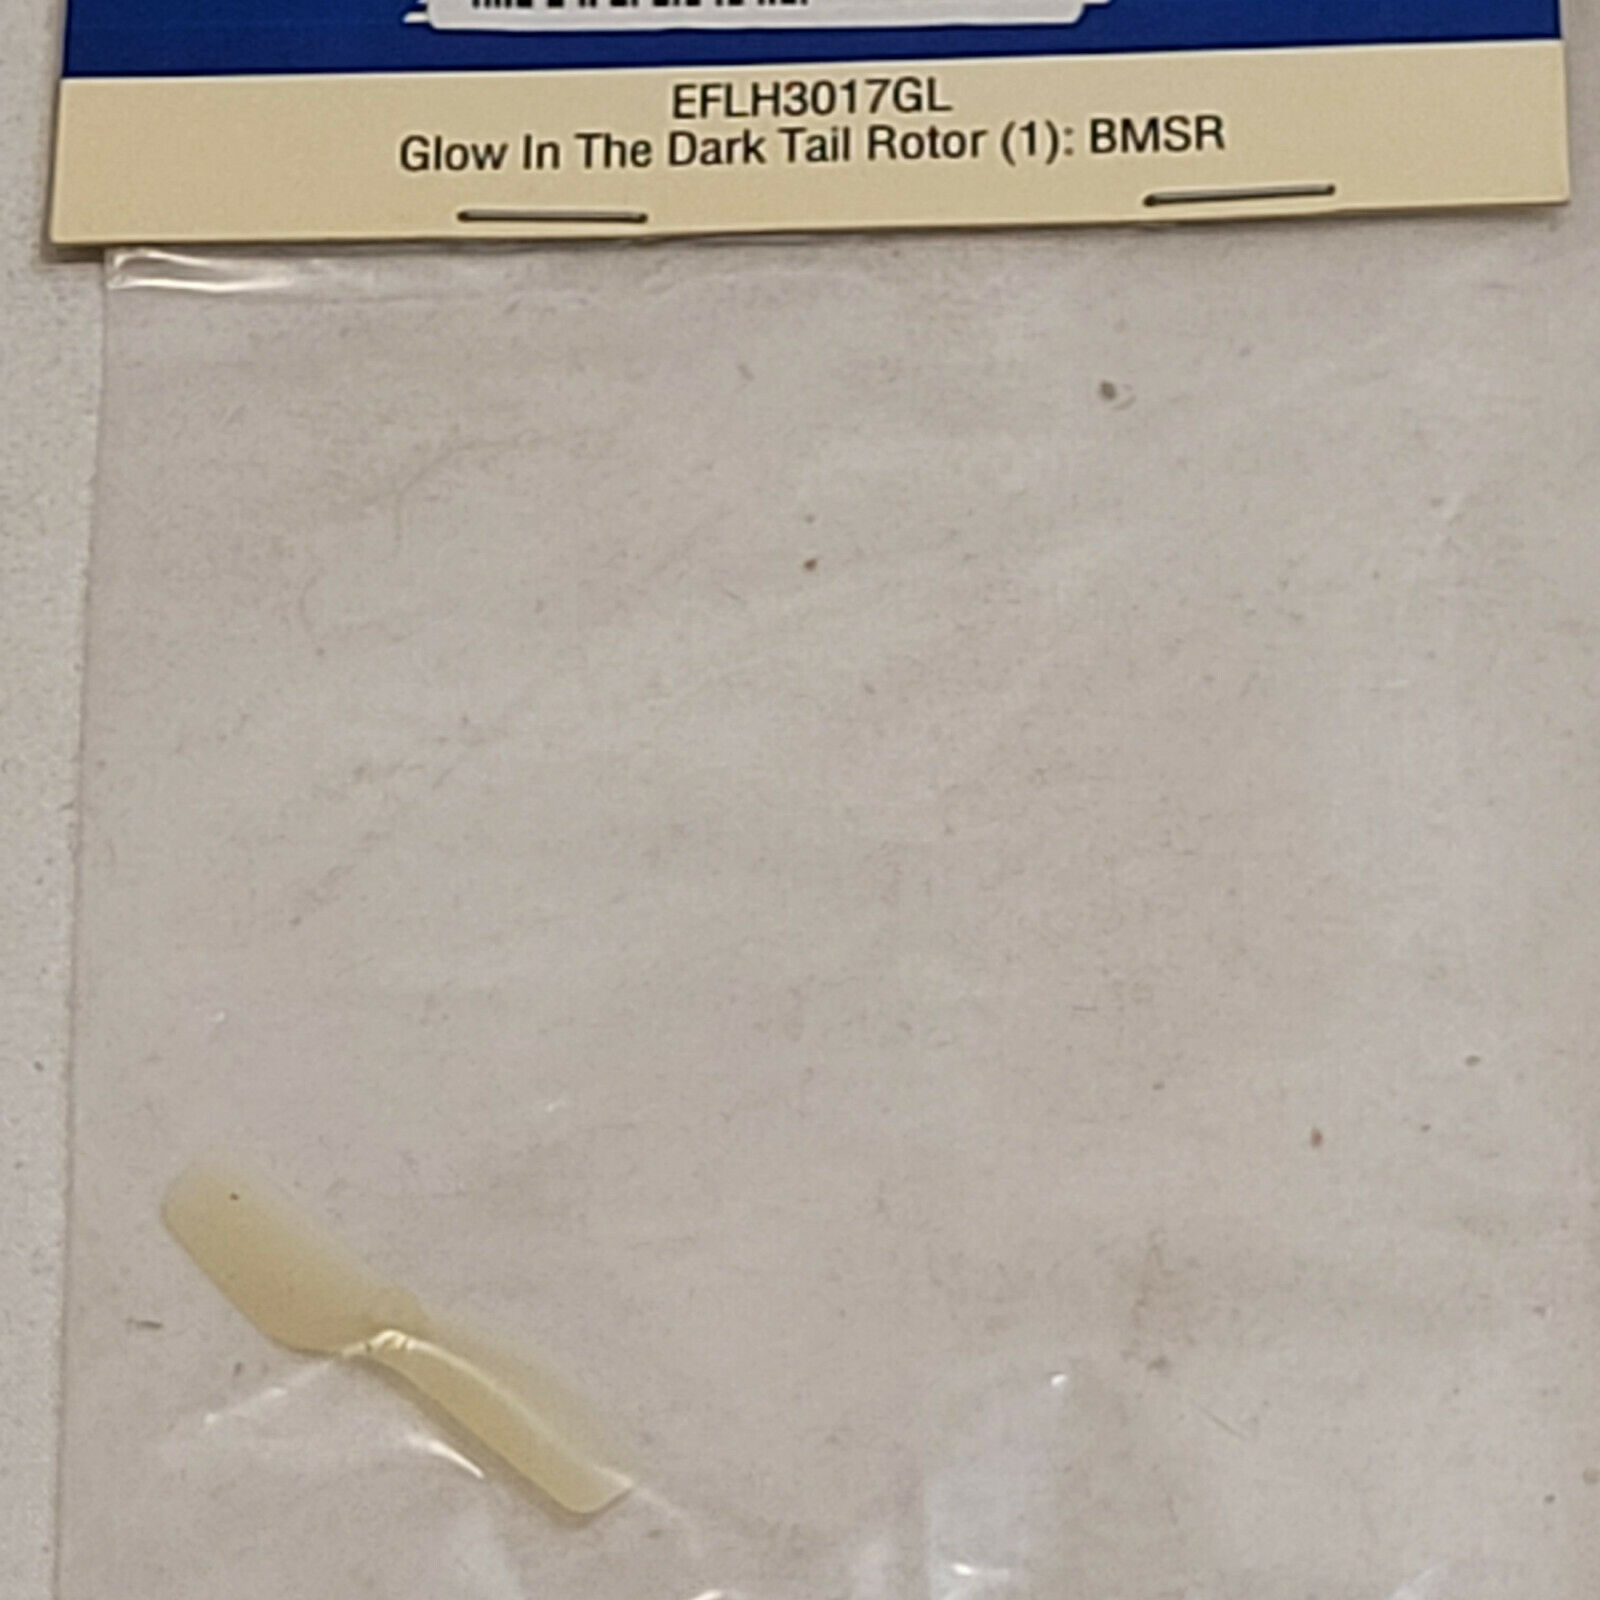 EFLH3017GL
Glow In The Dark Tail Rotor (1): BMSR